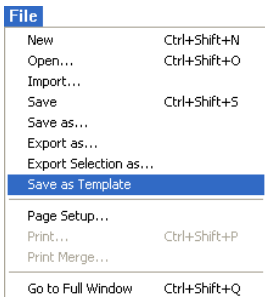 File
New Ctrl+Shift+N
Open... Ctrl+Shift+O
Import...
Save Ctrl+Shift+S
Save as...
Export as...
Export Selection as...
Save as Template
Page Setup...
Print... Ctrl+Shift+P
Print Merge...
Go to Full Window Ctrl+Shift+Q